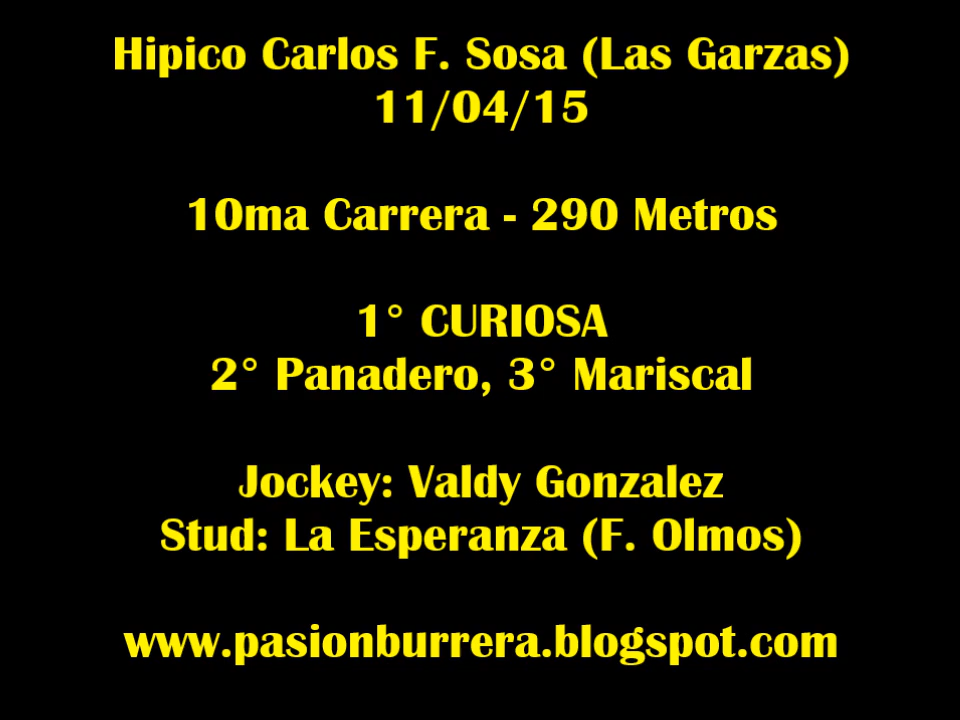 Hipico Carlos F. Sosa (Las Garzas)
11/04/15
10ma Carrera - 290 Metros
1° CURIOSA
2° Panadero, 3° Mariscal
Jockey: Valdy Gonzalez
Stud: La Esperanza (F. Olmos)
www.pasionburrera.blogspot.com